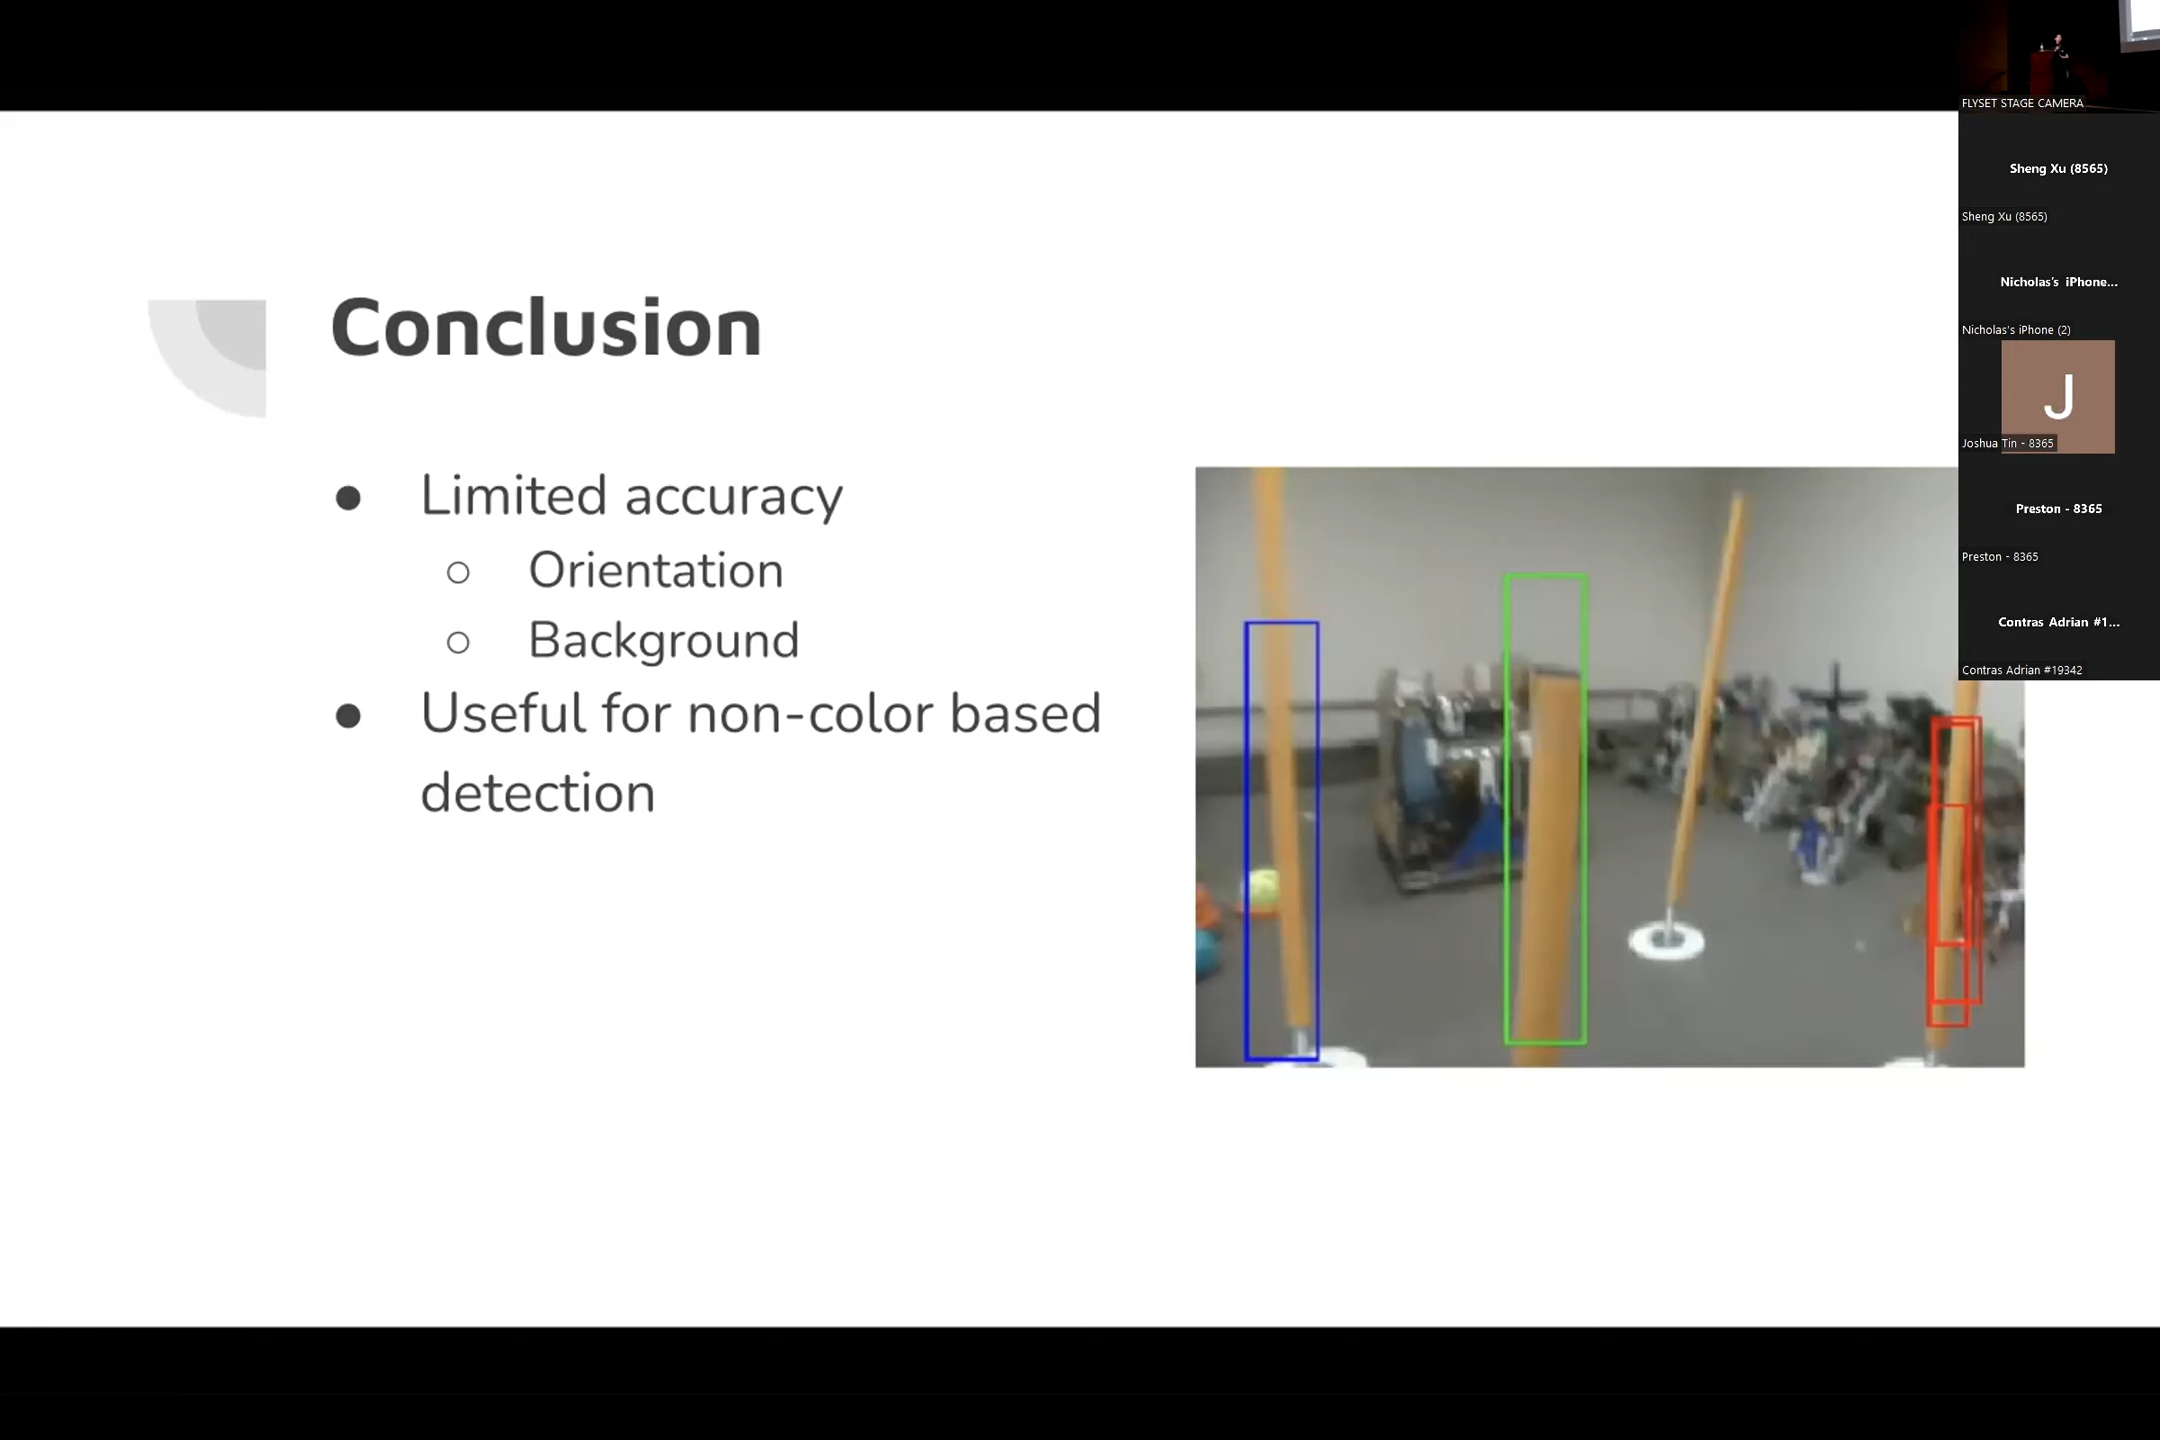 FLYSET STAGE CAMERA
Sheng Xu (8565)
Sheng Xu (8565)
Nicholas's iPhone...
Nicholas's iPhone (2)
J
Joshua Tin - 8365
Preston - 8365
Preston - 8365
Contras Adrian #1...
Contras Adrian #19342
Conclusion
● Limited accuracy
○ Orientation
○ Background
● Useful for non-color based
detection